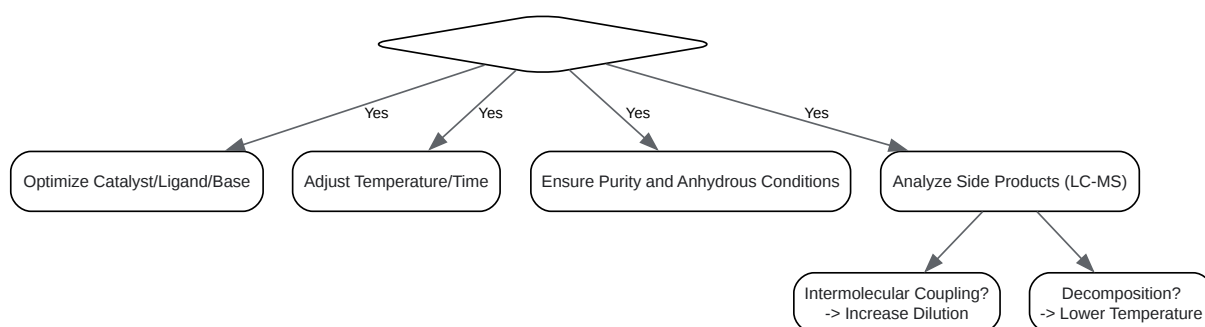 Yes
Yes
Yes
Yes
Optimize Catalyst/Ligand/Base
Adjust Temperature/Time
Ensure Purity and Anhydrous Conditions
Analyze Side Products (LC-MS)
Intermolecular Coupling?
-> Increase Dilution
Decomposition?
-> Lower Temperature